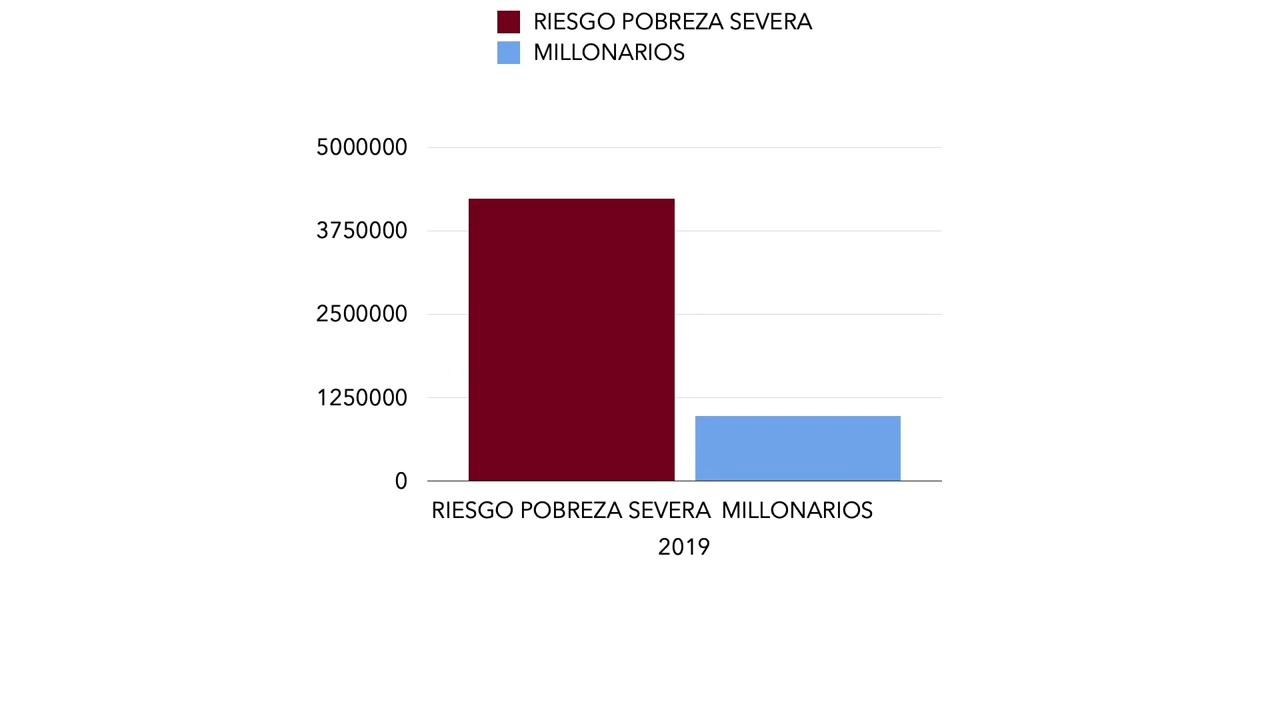 RIESGO POBREZA SEVERA
MILLONARIOS
5000000
3750000
2500000
1250000
0
RIESGO POBREZA SEVERA MILLONARIOS
2019